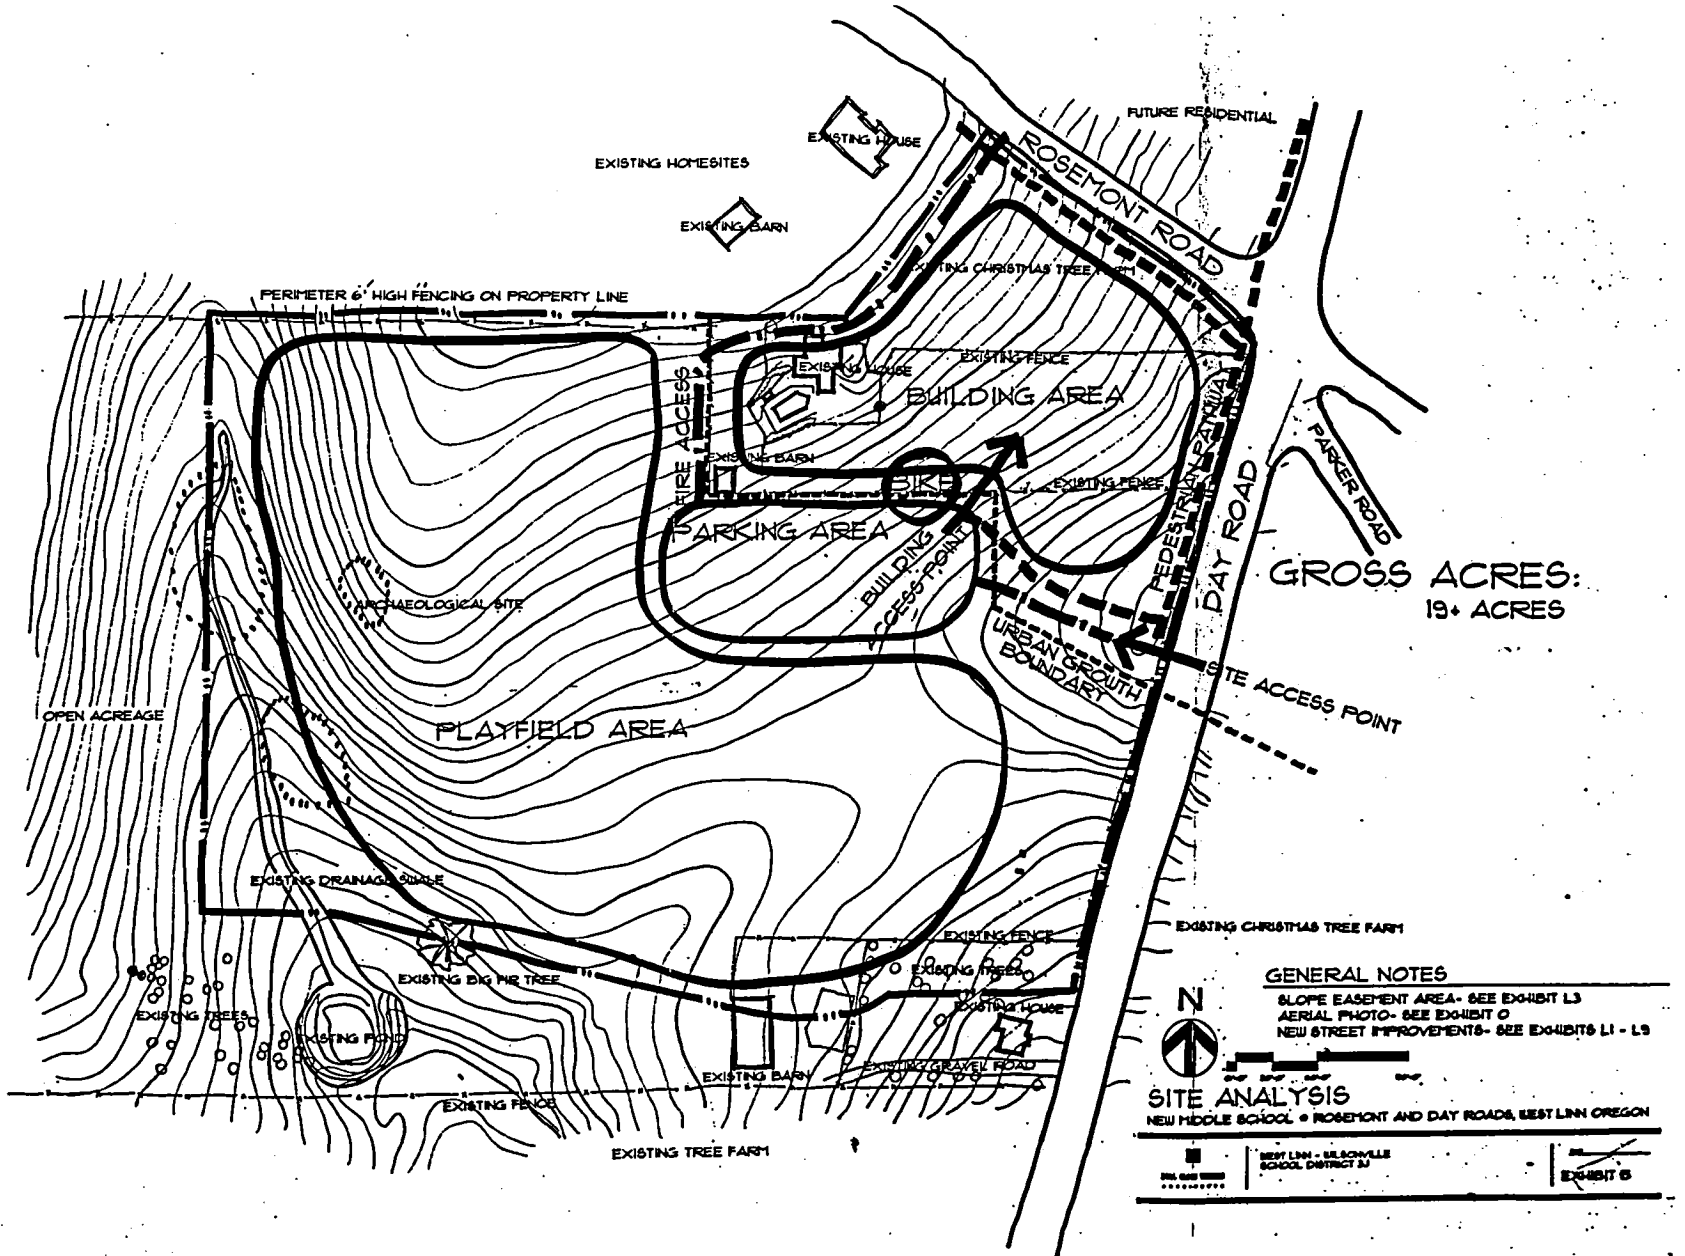 FUTURE RESIDENTIAL
EXISTING HOUSE
EXISTING HOMESITES
ROSEMONT ROAD
EXISTING BARN
EXISTING CHRISTMAS TREE FARM
PERIMETER 6' HIGH FENCING ON PROPERTY LINE
EXISTING FENCE
EXISTING HOUSE
BUILDING AREA
FIRE ACCESS
PEDESTRIAN PATHWAY
PARKER ROAD
EXISTING BARN
BIKE
EXISTING FENCE
PARKING AREA
BUILDING
ACCESS POINT
DAY ROAD
GROSS ACRES:
19+ ACRES
ARCHAEOLOGICAL SITE
URBAN GROWTH
BOUNDARY
SITE ACCESS POINT
OPEN ACREAGE
PLAYFIELD AREA
EXISTING DRAINAGE SWALE
EXISTING CHRISTMAS TREE FARM
EXISTING FENCE
EXISTING TREES
EXISTING BIG FIR TREE
GENERAL NOTES
SLOPE EASEMENT AREA- SEE EXHIBIT L3
AERIAL PHOTO- SEE EXHIBIT O
NEW STREET IMPROVEMENTS- SEE EXHIBITS L1 - L9
N
EXISTING HOUSE
EXISTING TREES
EXISTING POND
EXISTING GRAVEL ROAD
EXISTING BARN
EXISTING FENCE
SITE ANALYSIS
NEW MIDDLE SCHOOL @ ROSEMONT AND DAY ROADS, WEST LINN OREGON
EXISTING TREE FARM
WEST LINN - WILSONVILLE
SCHOOL DISTRICT 3J
EXHIBIT